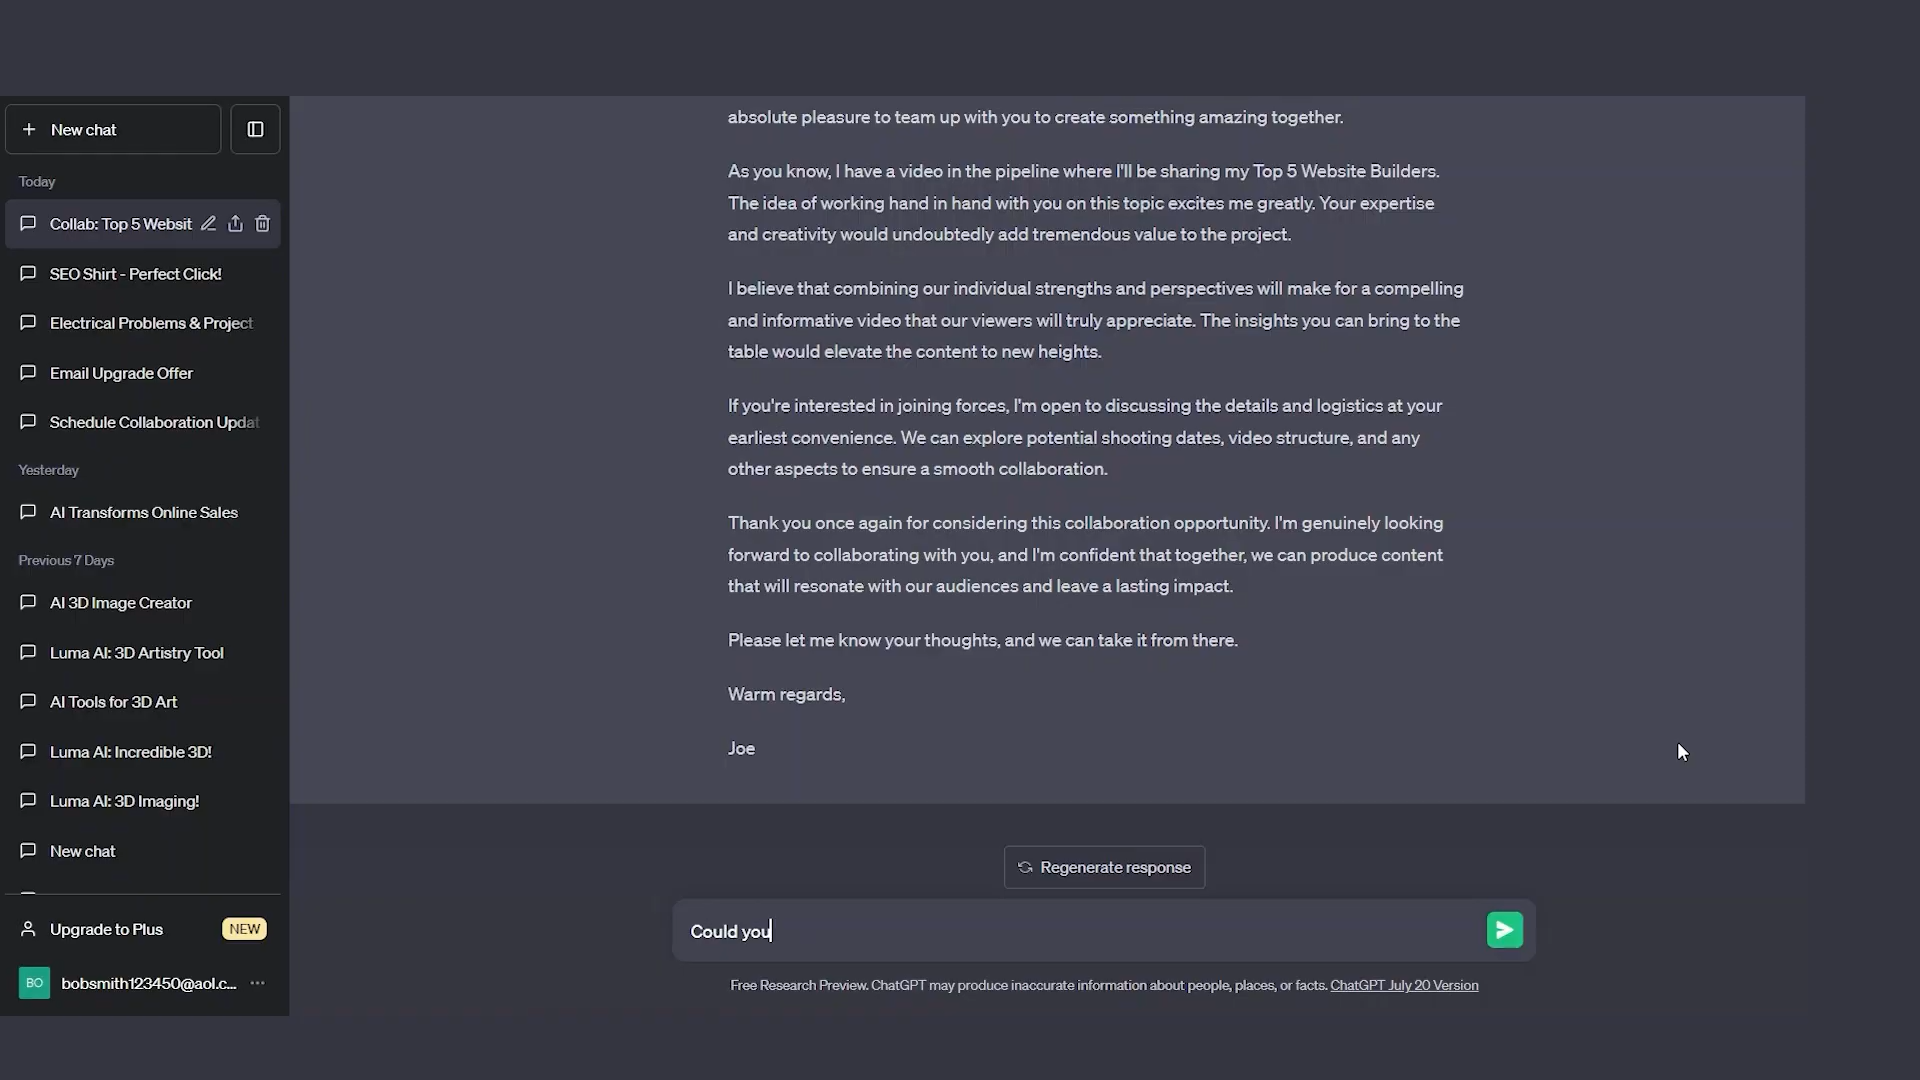 New chat
Today
Collab: Top 5 Websit
SEO Shirt - Perfect Click!
Electrical Problems & Project
Email Upgrade Offer
Schedule Collaboration Updat
Yesterday
AI Transforms Online Sales
Previous 7 Days
AI 3D Image Creator
Luma AI: 3D Artistry Tool
AI Tools for 3D Art
Luma AI: Incredible 3D!
Luma AI: 3D Imaging!
New chat
Upgrade to Plus NEW
BO bobsmith123450@aol.c...
absolute pleasure to team up with you to create something amazing together.
As you know, I have a video in the pipeline where I'll be sharing my Top 5 Website Builders.
The idea of working hand in hand with you on this topic excites me greatly. Your expertise
and creativity would undoubtedly add tremendous value to the project.
I believe that combining our individual strengths and perspectives will make for a compelling
and informative video that our viewers will truly appreciate. The insights you can bring to the
table would elevate the content to new heights.
If you're interested in joining forces, I'm open to discussing the details and logistics at your
earliest convenience. We can explore potential shooting dates, video structure, and any
other aspects to ensure a smooth collaboration.
Thank you once again for considering this collaboration opportunity. I'm genuinely looking
forward to collaborating with you, and I'm confident that together, we can produce content
that will resonate with our audiences and leave a lasting impact.
Please let me know your thoughts, and we can take it from there.
Warm regards,
Joe
Regenerate response
Could you
Free Research Preview. ChatGPT may produce inaccurate information about people, places, or facts. ChatGPT July 20 Version